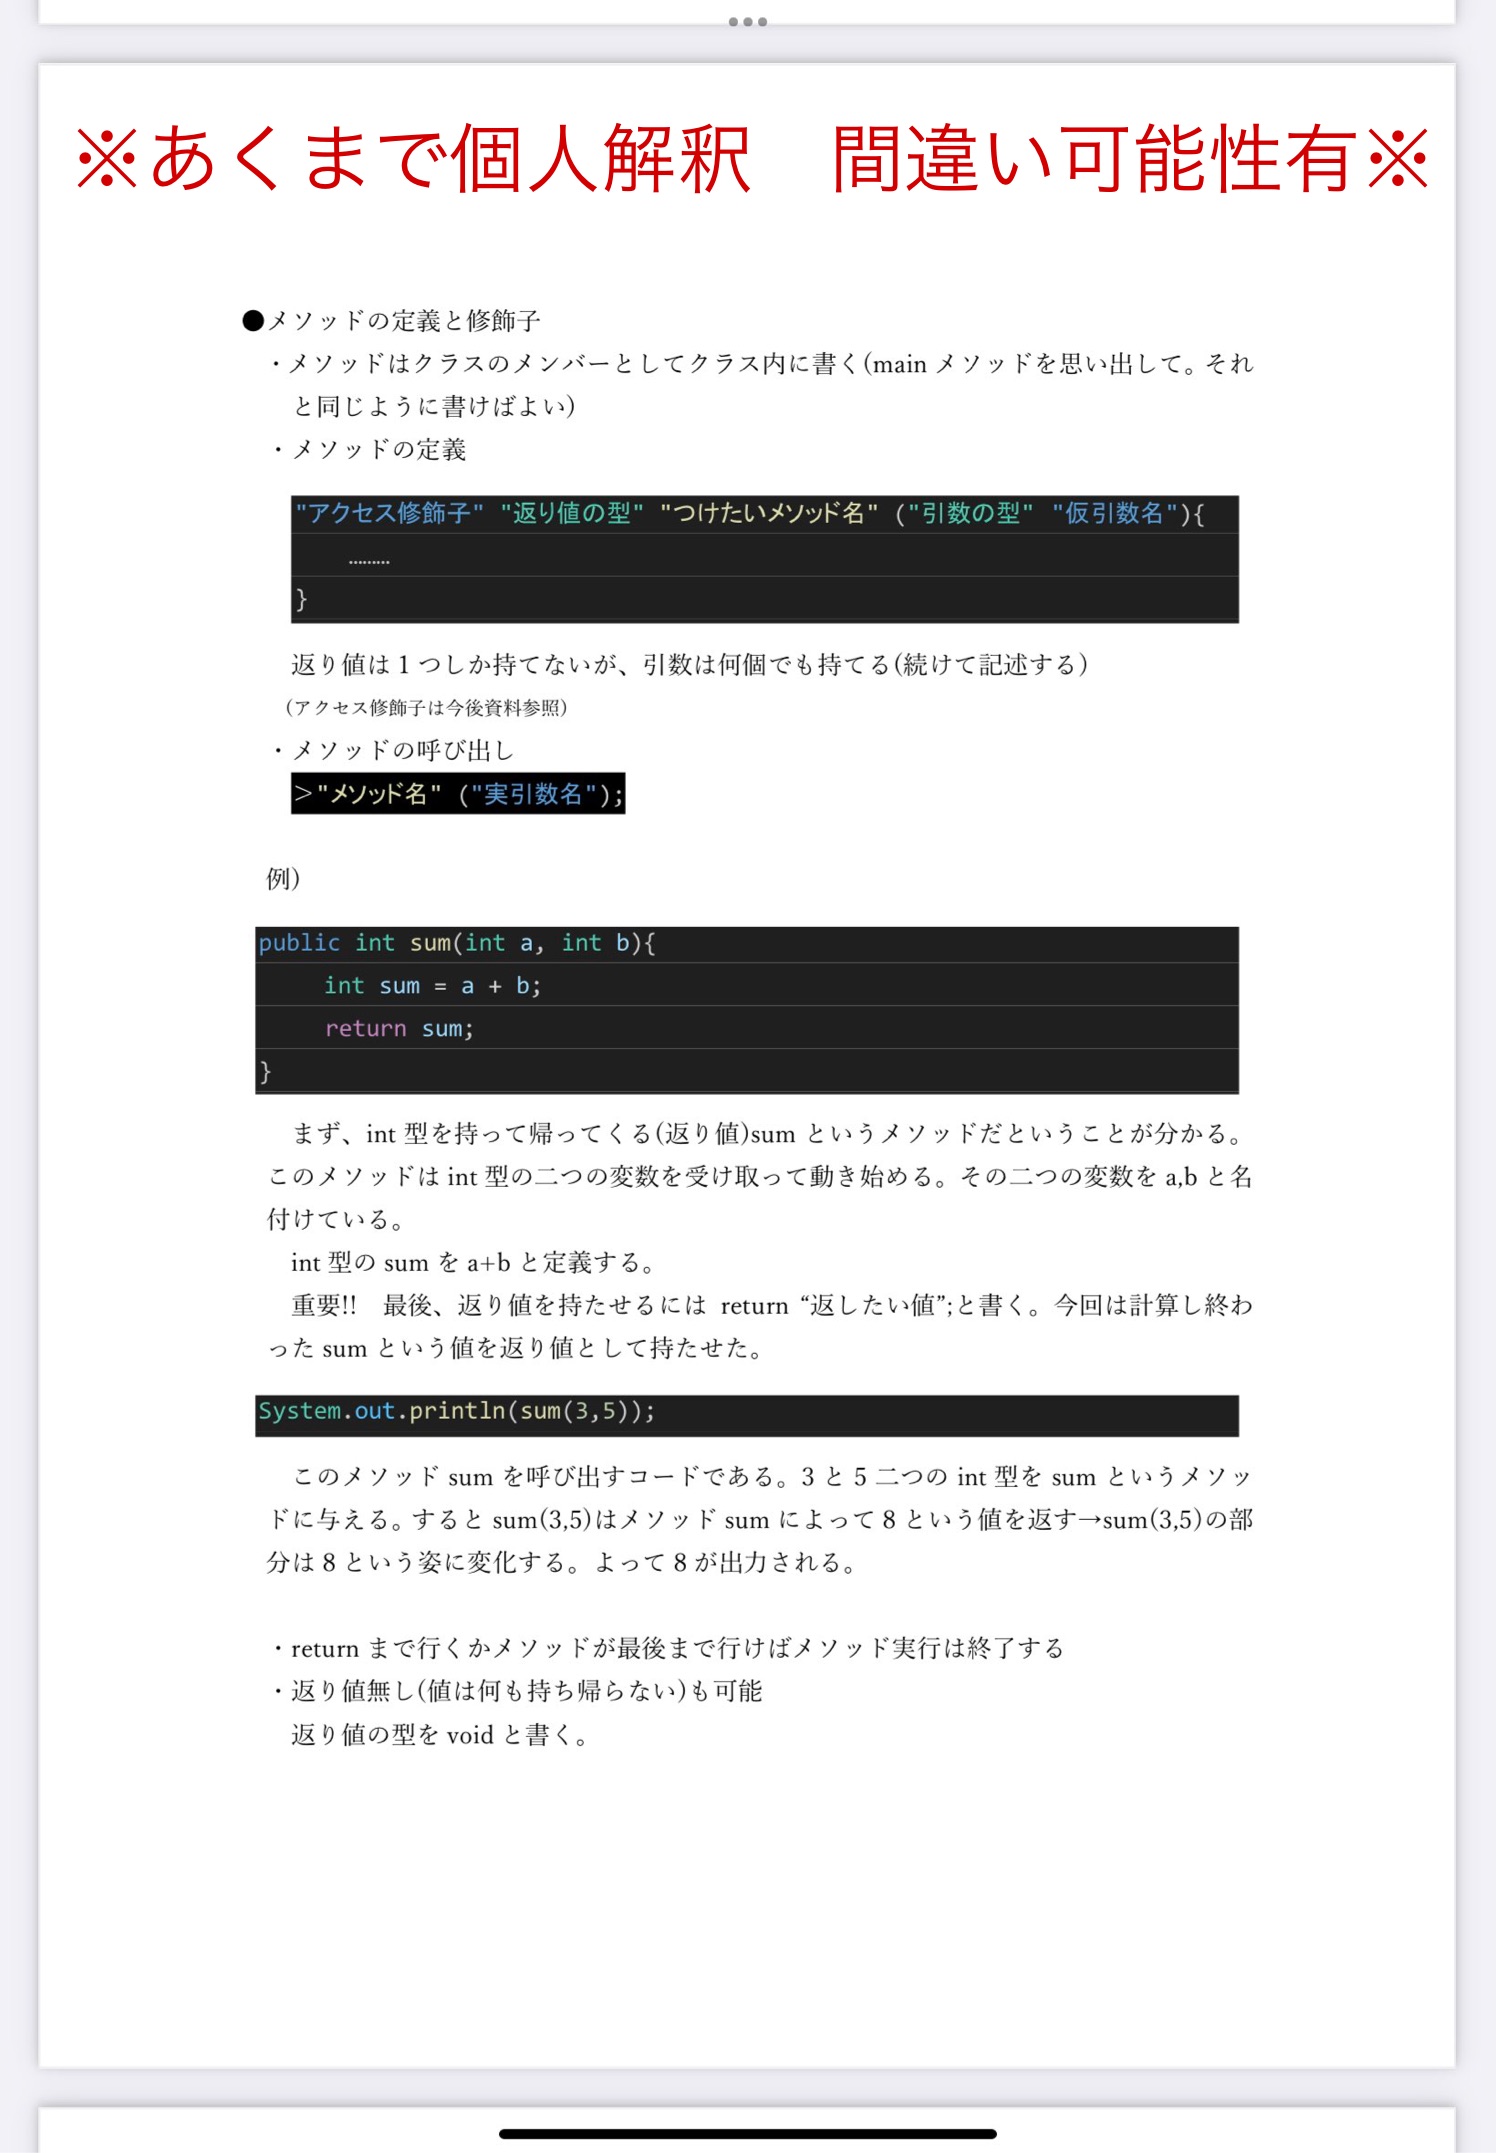 ※あくまで個人解釈　間違い可能性有※
●メソッドの定義と修飾子
・メソッドはクラスのメンバーとしてクラス内に書く(main メソッドを思い出して。それ
と同じように書けばよい)
・メソッドの定義
"アクセス修飾子" "返り値の型" "つけたいメソッド名" ("引数の型" "仮引数名"){
………
}
返り値は 1 つしか持てないが、引数は何個でも持てる(続けて記述する)
(アクセス修飾子は今後資料参照)
・メソッドの呼び出し
>"メソッド名" ("実引数名");
例)
public int sum(int a, int b){
int sum = a + b;
return sum;
}
まず、int 型を持って帰ってくる(返り値)sum というメソッドだということが分かる。
このメソッドは int 型の二つの変数を受け取って動き始める。その二つの変数を a,b と名
付けている。
int 型の sum を a+b と定義する。
重要!!　最後、返り値を持たせるには return “返したい値”;と書く。今回は計算し終わ
った sum という値を返り値として持たせた。
System.out.println(sum(3,5));
このメソッド sum を呼び出すコードである。3 と 5 二つの int 型を sum というメソッ
ドに与える。すると sum(3,5)はメソッド sum によって 8 という値を返す→sum(3,5)の部
分は 8 という姿に変化する。よって 8 が出力される。
・return まで行くかメソッドが最後まで行けばメソッド実行は終了する
・返り値無し(値は何も持ち帰らない)も可能
返り値の型を void と書く。